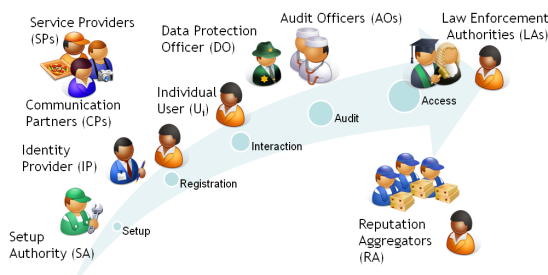 Service Providers
(SPs)
Communication
Partners (CPs)
Identity
Provider (IP)
Setup
Authority (SA)
Data Protection
Officer (DO)
Individual
User (U₁)
Audit Officers (AOs)
Law Enforcement
Authorities (LAs)
Setup
Registration
Interaction
Audit
Access
Reputation
Aggregators
(RA)